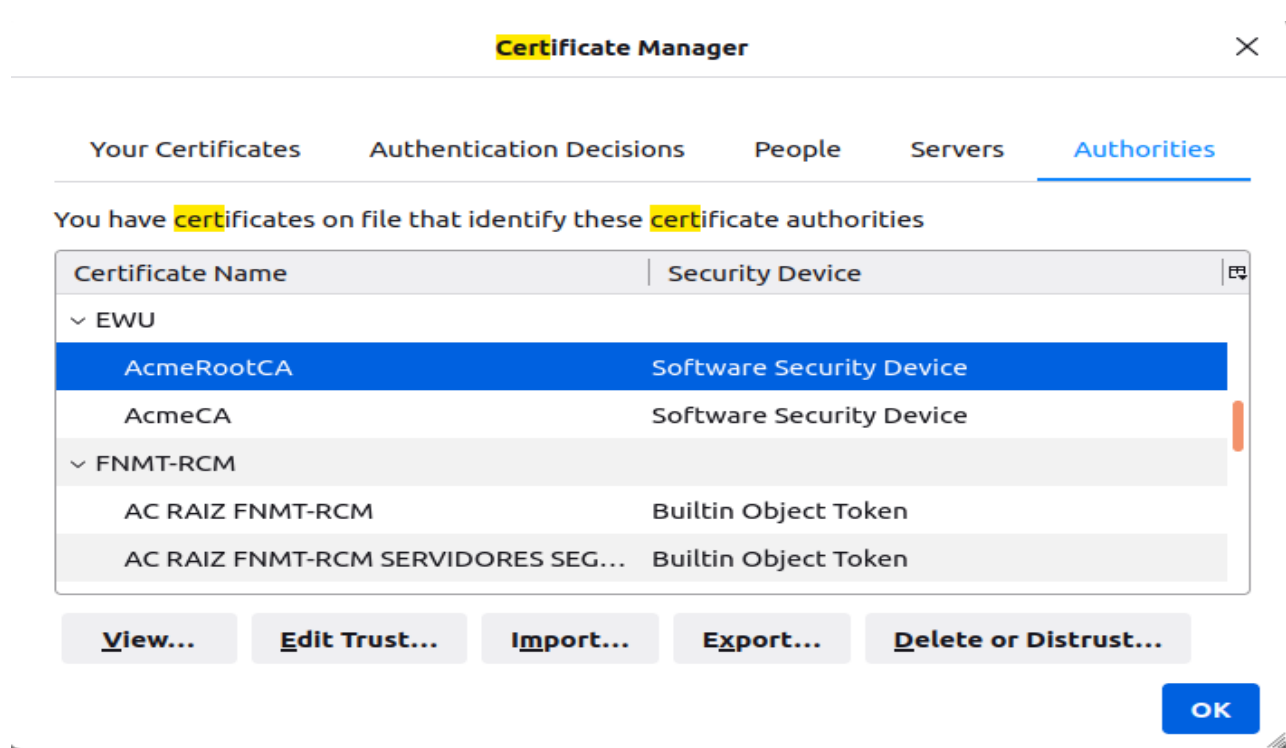 Certificate Manager
Your Certificates Authentication Decisions People Servers Authorities
You have certificates on file that identify these certificate authorities
Certificate Name Security Device
EWU
AcmeRootCA Software Security Device
AcmeCA Software Security Device
FNMT-RCM
AC RAIZ FNMT-RCM Builtin Object Token
AC RAIZ FNMT-RCM SERVIDORES SEG... Builtin Object Token
View... Edit Trust... Import... Export... Delete or Distrust...
OK